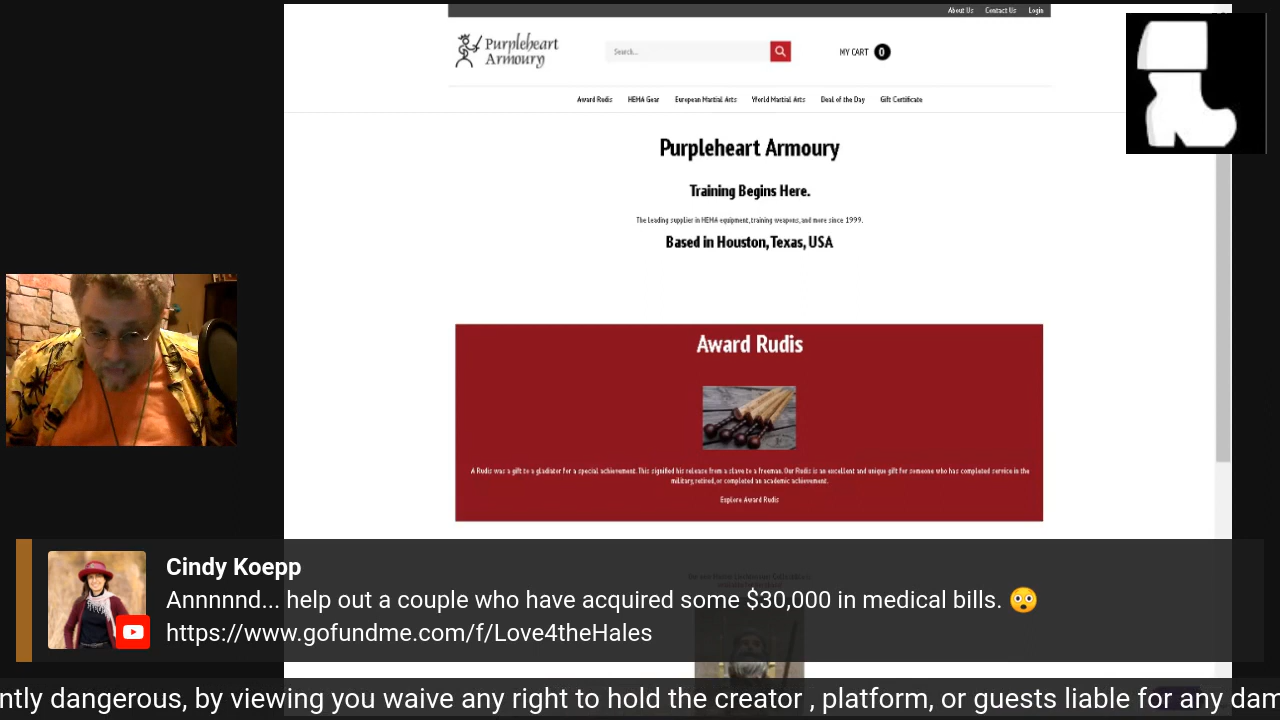 About Us Contact Us Login
Purpleheart
Armoury
Search...
MY CART 0
Award Rudis HEMA Gear European Martial Arts World Martial Arts Deal of the Day Gift Certificate
Purpleheart Armoury
Training Begins Here.
The leading supplier in HEMA equipment, training weapons, and more since 1999.
Based in Houston, Texas, USA
Award Rudis
A Rudis was a gift to a gladiator for a special achievement. This signified his release from a slave to a freeman. Our Rudis is an excellent and unique gift for someone who has completed service in the
military, retired, or completed an academic achievement.
Explore Award Rudis
Cindy Koepp
Annnnnd... help out a couple who have acquired some $30,000 in medical bills. 😳
https://www.gofundme.com/f/Love4theHales
ntly dangerous, by viewing you waive any right to hold the creator , platform, or guests liable for any dam